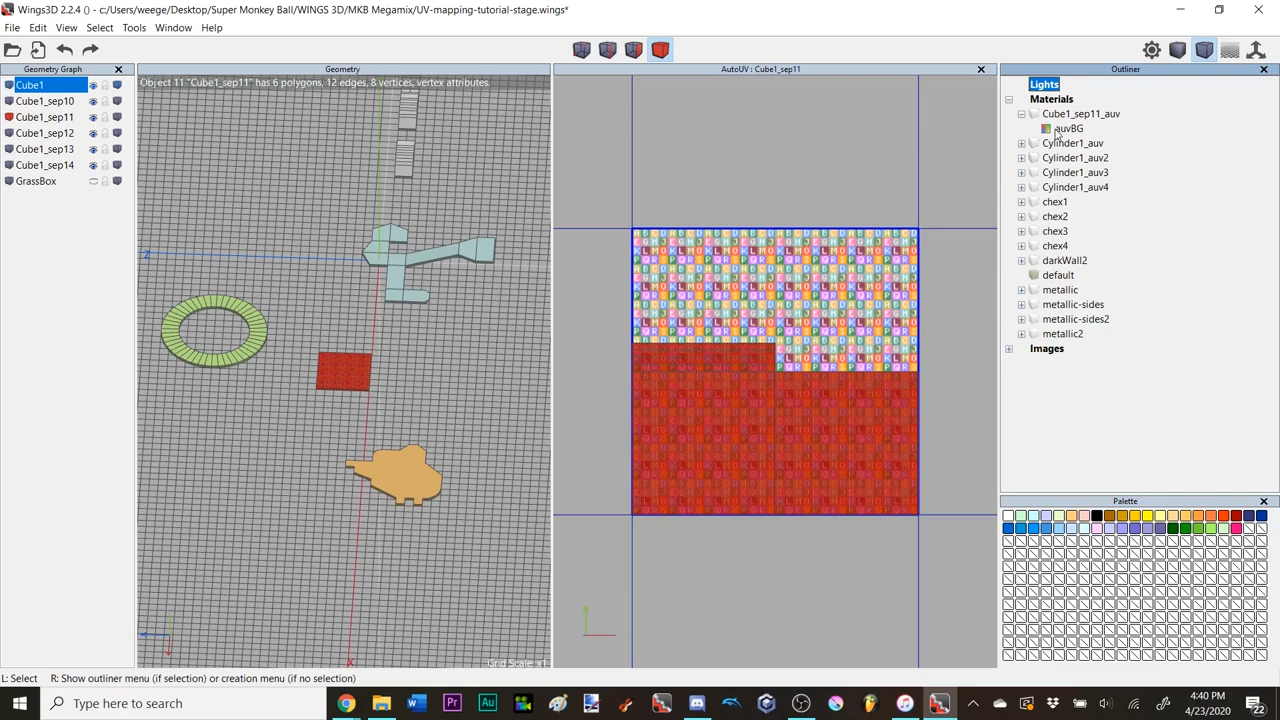 Wings3D 2.2.4 () - c:/Users/weege/Desktop/Super Monkey Ball/WINGS 3D/MKB Megamix/UV-mapping-tutorial-stage.wings*
File Edit View Select Tools Window Help
Geometry Graph
Geometry
AutoUV : Cube1_sep11
Outliner
Object 11 "Cube1_sep11" has 6 polygons, 12 edges, 8 vertices, vertex attributes.
Cube1
Cube1_sep10
Cube1_sep11
Cube1_sep12
Cube1_sep13
Cube1_sep14
GrassBox
Z
X
Grid Scale x1
Lights
Materials
Cube1_sep11_auv
auvBG
Cylinder1_auv
Cylinder1_auv2
Cylinder1_auv3
Cylinder1_auv4
chex1
chex2
chex3
chex4
darkWall2
default
metallic
metallic-sides
metallic-sides2
metallic2
Images
Palette
L: Select R: Show outliner menu (if selection) or creation menu (if no selection)
Type here to search
4:40 PM
4/23/2020
22